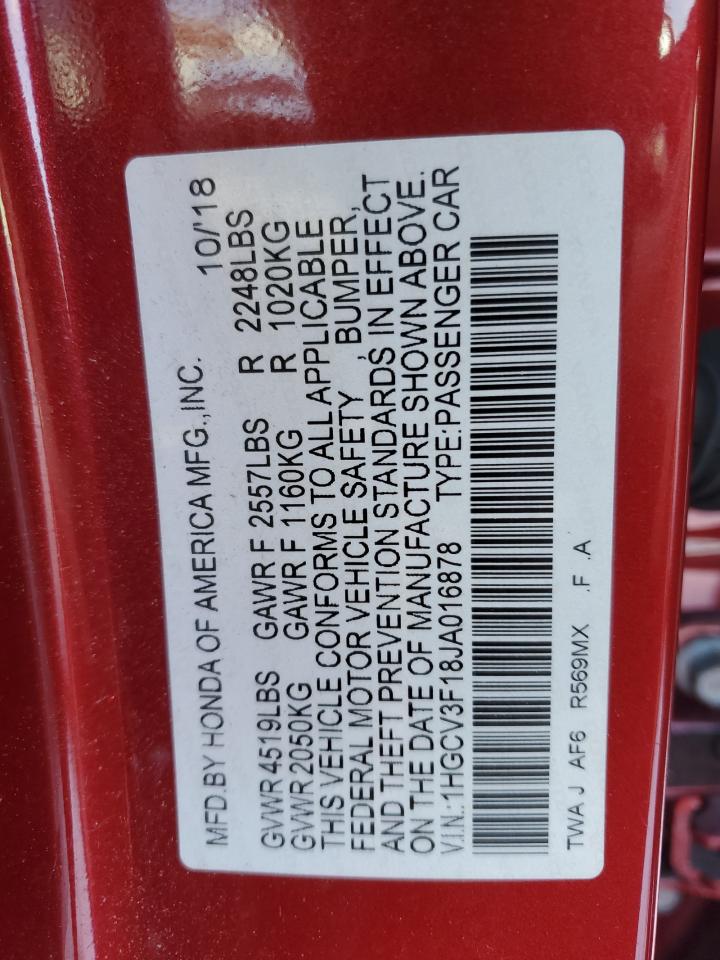 MFD.BY HONDA OF AMERICA MFG.,INC. 10/'18
GVWR 4519LBS GAWR F 2557LBS R 2248LBS
GVWR 2050KG GAWR F 1160KG R 1020KG
THIS VEHICLE CONFORMS TO ALL APPLICABLE
FEDERAL MOTOR VEHICLE SAFETY, BUMPER,
AND THEFT PREVENTION STANDARDS, IN EFFECT
ON THE DATE OF MANUFACTURE SHOWN ABOVE.
V.I.N.:1HGCV3F18JA016878 TYPE:PASSENGER CAR
TWA J AF6 R569MX .F .A